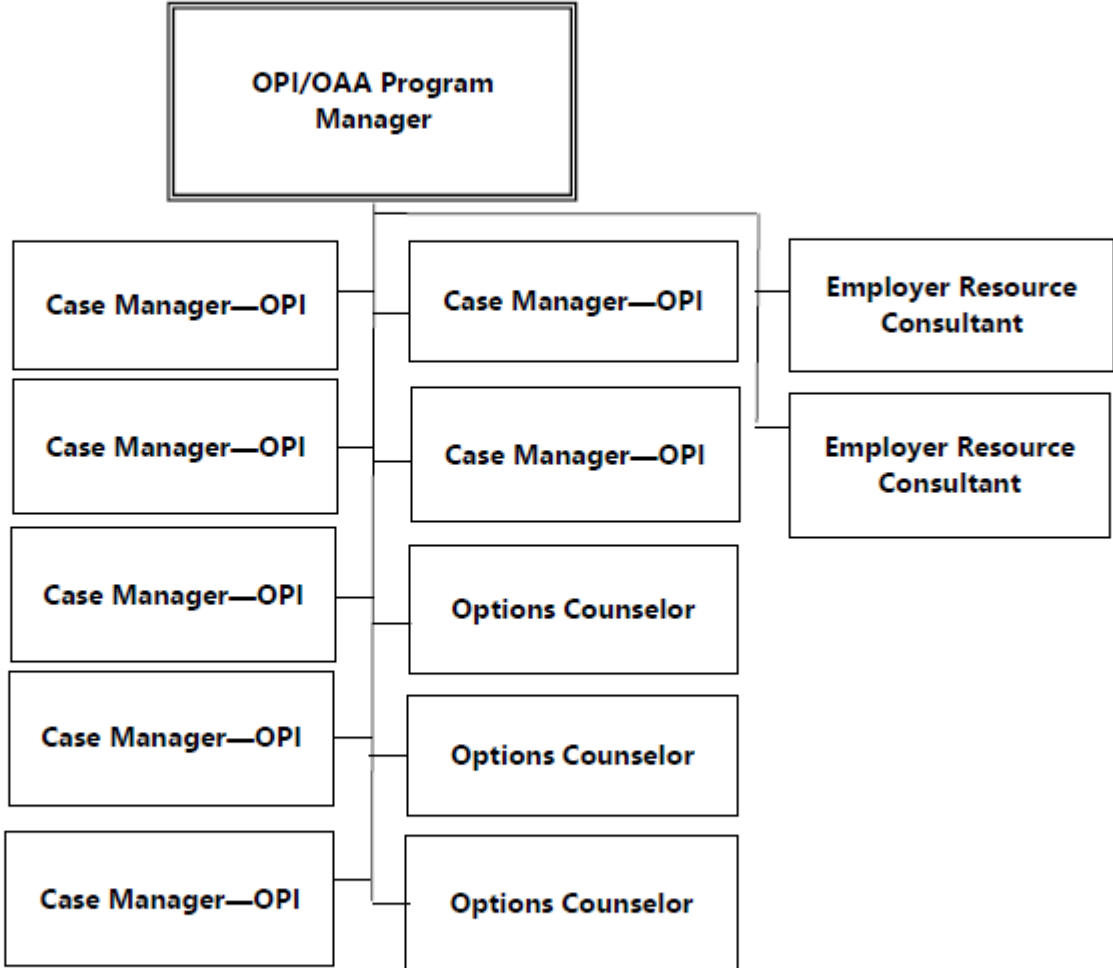 OPI/OAA Program
Manager
Case Manager—OPI
Case Manager—OPI
Employer Resource
Consultant
Case Manager—OPI
Case Manager—OPI
Employer Resource
Consultant
Case Manager—OPI
Options Counselor
Case Manager—OPI
Options Counselor
Case Manager—OPI
Options Counselor